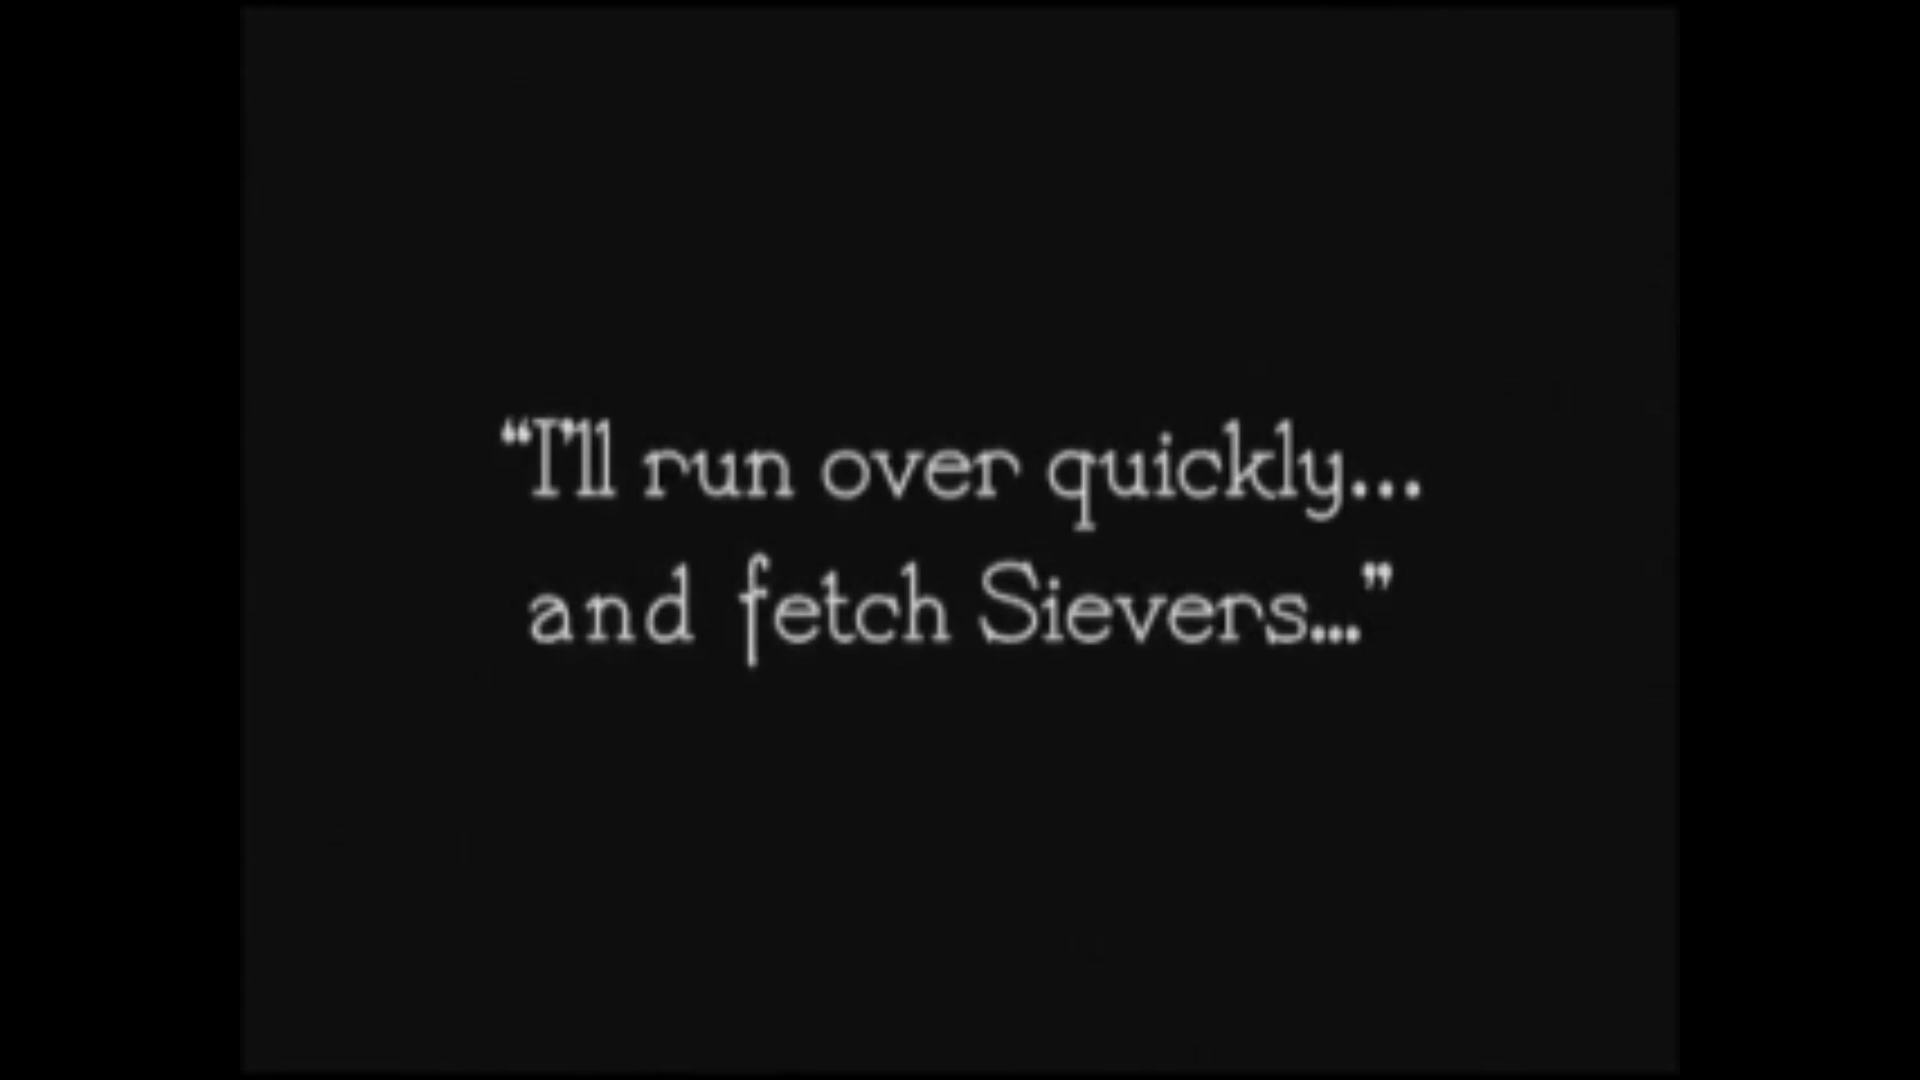 “I’ll run over quickly...
and fetch Sievers...”